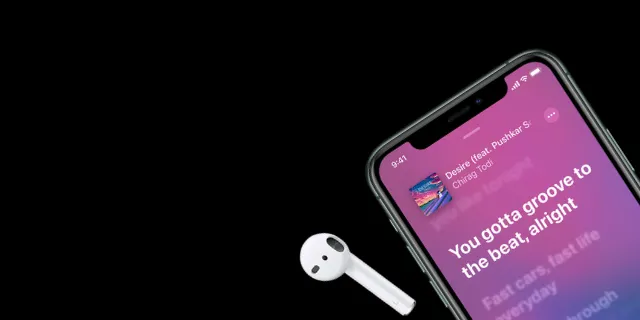 9:41
Desire (feat. Pushkar S
Chirag Todi
You gotta groove to
the beat, alright
Fast cars, fast life
everyday
through